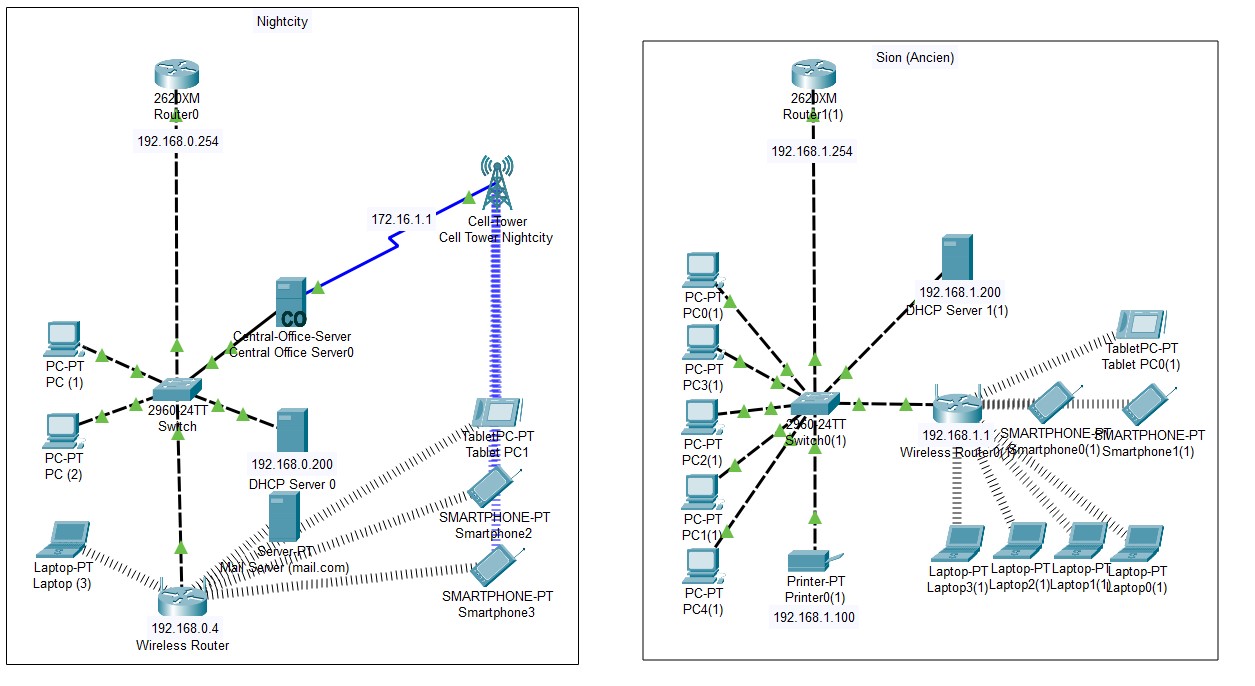 Nightcity
2620XM
Router0
192.168.0.254
172.16.1.1
Cell-Tower
Cell Tower Nightcity
CO
Central-Office-Server
Central Office Server0
PC-PT
PC (1)
2960-24TT
Switch
PC-PT
PC (2)
192.168.0.200
DHCP Server 0
TabletPC-PT
Tablet PC1
SMARTPHONE-PT
Smartphone2
Server-PT
Mail Server (mail.com)
Laptop-PT
Laptop (3)
SMARTPHONE-PT
Smartphone3
192.168.0.4
Wireless Router
Sion (Ancien)
2620XM
Router1(1)
192.168.1.254
192.168.1.200
DHCP Server 1(1)
PC-PT
PC0(1)
PC-PT
PC3(1)
TabletPC-PT
Tablet PC0(1)
PC-PT
PC2(1)
2960-24TT
Switch0(1)
192.168.1.1
Wireless Router0(1)
SMARTPHONE-PT
Smartphone0(1)
SMARTPHONE-PT
Smartphone1(1)
PC-PT
PC1(1)
PC-PT
PC4(1)
Printer-PT
Printer0(1)
192.168.1.100
Laptop-PT
Laptop3(1)
Laptop-PT
Laptop2(1)
Laptop-PT
Laptop1(1)
Laptop-PT
Laptop0(1)